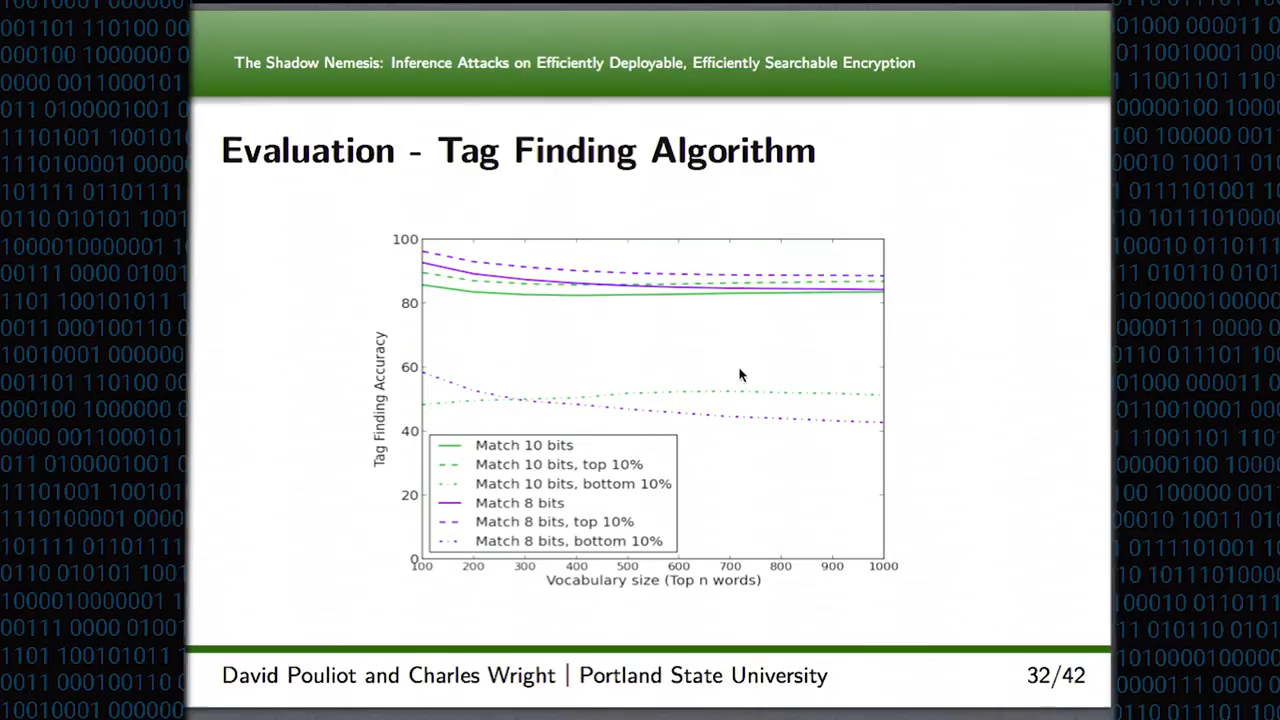 The Shadow Nemesis: Inference Attacks on Efficiently Deployable, Efficiently Searchable Encryption
Evaluation - Tag Finding Algorithm
100
80
60
40
20
0
Tag Finding Accuracy
Match 10 bits
Match 10 bits, top 10%
Match 10 bits, bottom 10%
Match 8 bits
Match 8 bits, top 10%
Match 8 bits, bottom 10%
100 200 300 400 500 600 700 800 900 1000
Vocabulary size (Top n words)
David Pouliot and Charles Wright | Portland State University
32/42